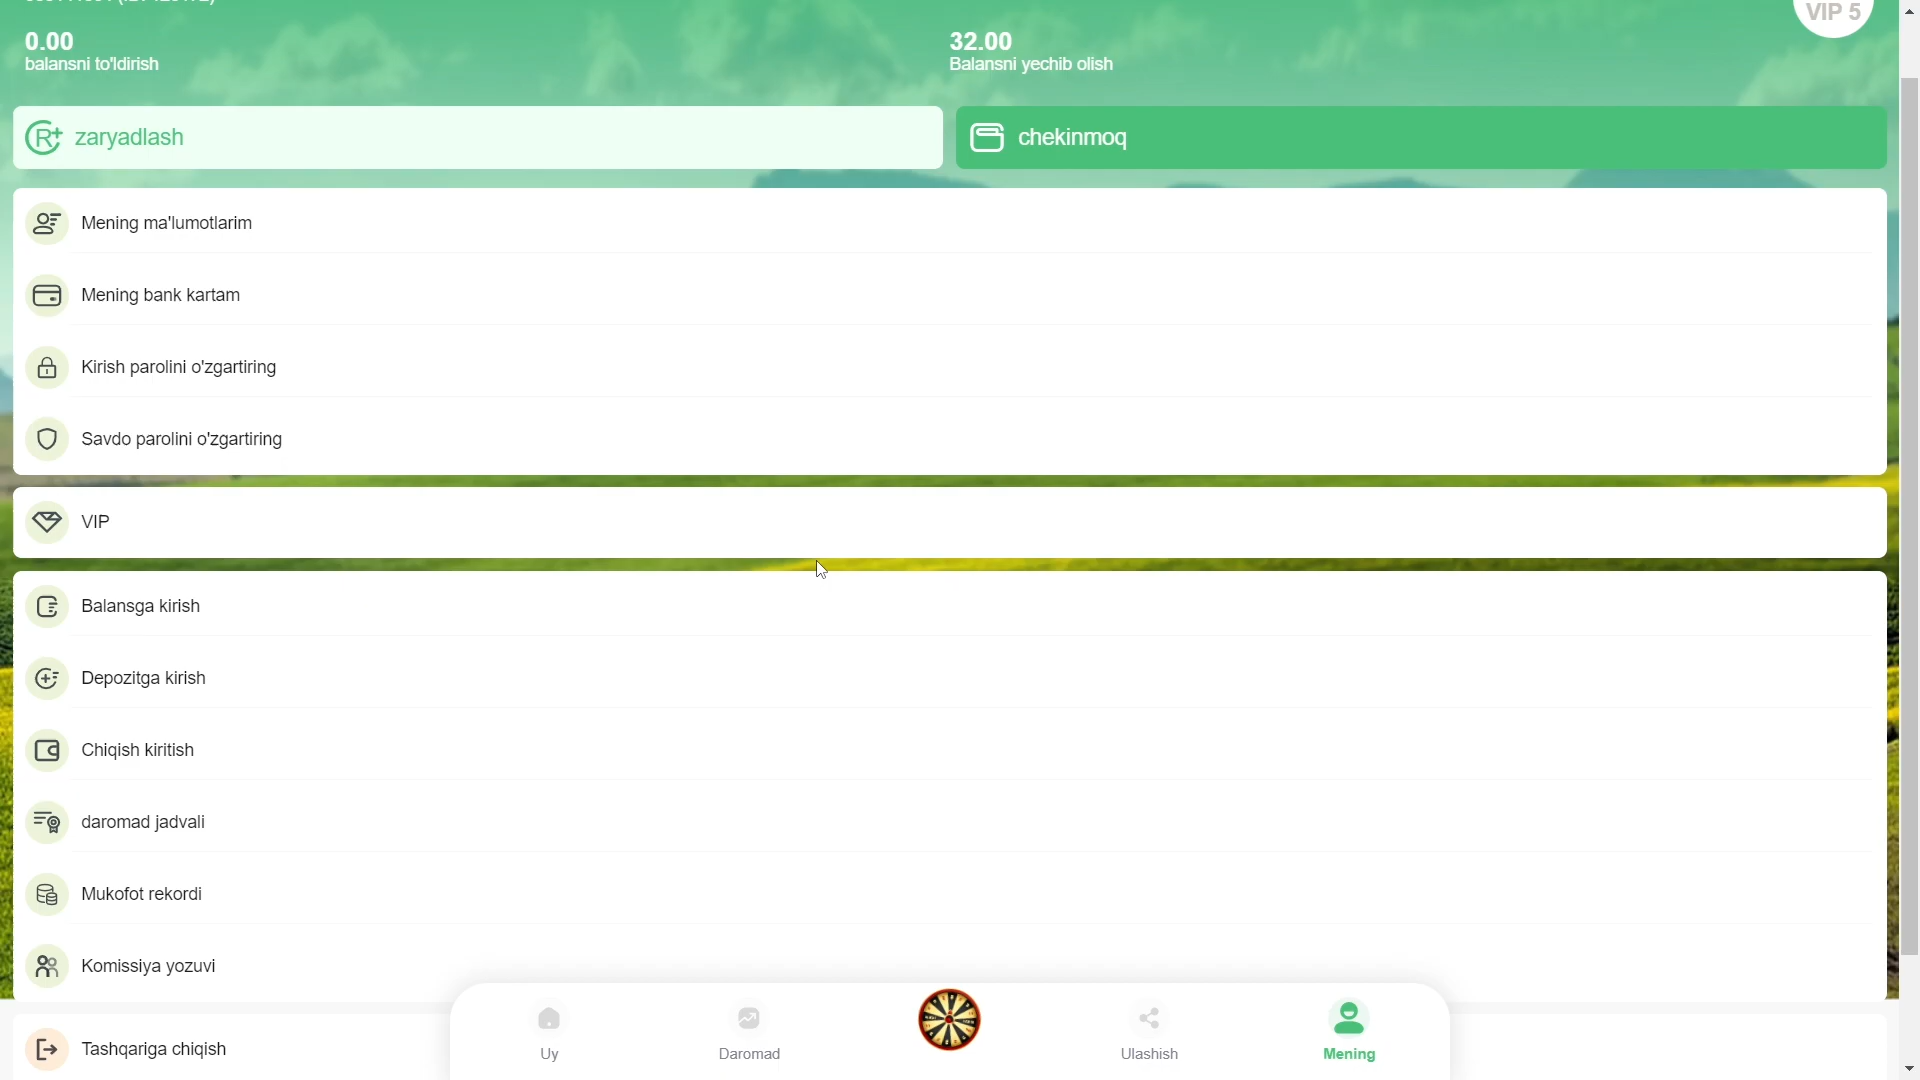 VIP 5
0.00
balansni to'ldirish
32.00
Balansni yechib olish
zaryadlash
chekinmoq
Mening ma'lumotlarim
Mening bank kartam
Kirish parolini o'zgartiring
Savdo parolini o'zgartiring
VIP
Balansga kirish
Depozitga kirish
Chiqish kiritish
daromad jadvali
Mukofot rekordi
Komissiya yozuvi
Tashqariga chiqish
Uy
Daromad
Ulashish
Mening